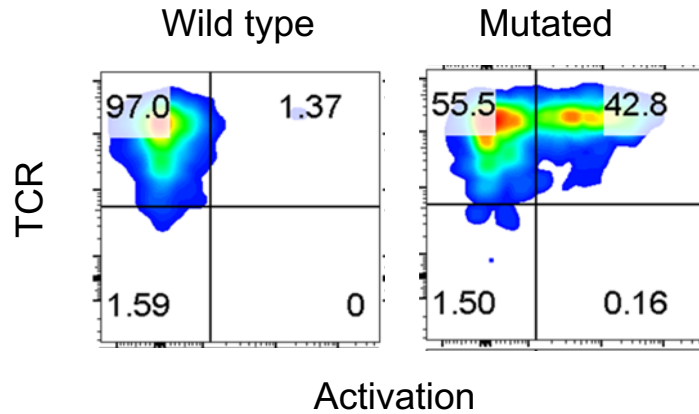 Wild type
Mutated
97.0
1.37
55.5
42.8
TCR
1.59
0
1.50
0.16
Activation